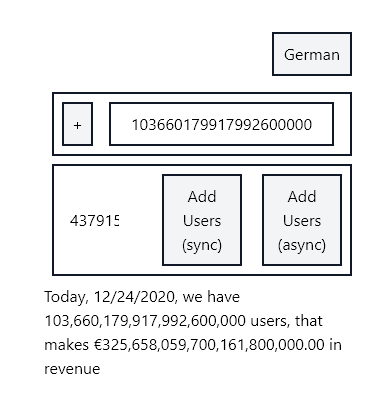 German
+
103660179917992600000
437915
Add
Users
(sync)
Add
Users
(async)
Today, 12/24/2020, we have
103,660,179,917,992,600,000 users, that
makes €325,658,059,700,161,800,000.00 in
revenue